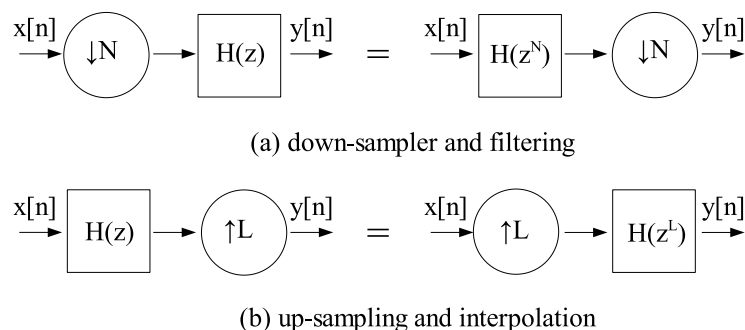 x[n] ↓N H(z) y[n] = x[n] H(z^N) ↓N y[n]
(a) down-sampler and filtering
x[n] H(z) ↑L y[n] = x[n] ↑L H(z^L) y[n]
(b) up-sampling and interpolation